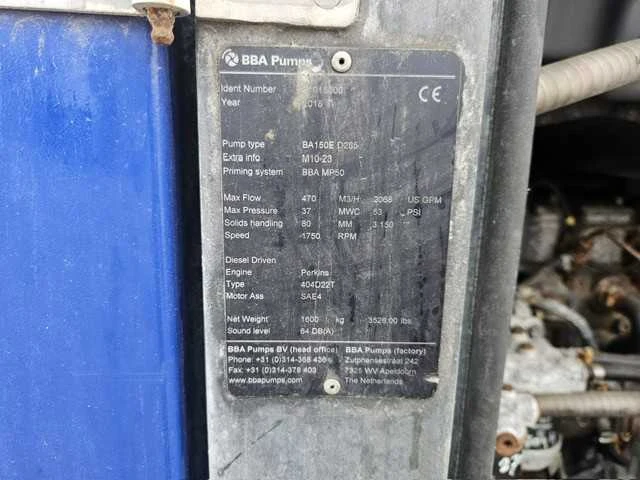 BBA Pumps
Ident Number
Year 2016
CE
Pump type BA150E D285
Extra info M10-23
Priming system BBA MP50
Max Flow 470 M3/H 2068 US GPM
Max Pressure 37 MWC 53 PSI
Solids handling 80 MM 3.150
Speed 1750 RPM
Diesel Driven
Engine Perkins
Type 404D22T
Motor Ass SAE4
Net Weight 1600 kg 3526.00 lbs
Sound level 64 DB(A)
BBA Pumps BV (head office) BBA Pumps (factory)
Phone: +31 (0)314-368 436 Zutphensestraat 242
Fax: +31 (0)314-378 403 7325 WV Apeldoorn
www.bbapumps.com The Netherlands